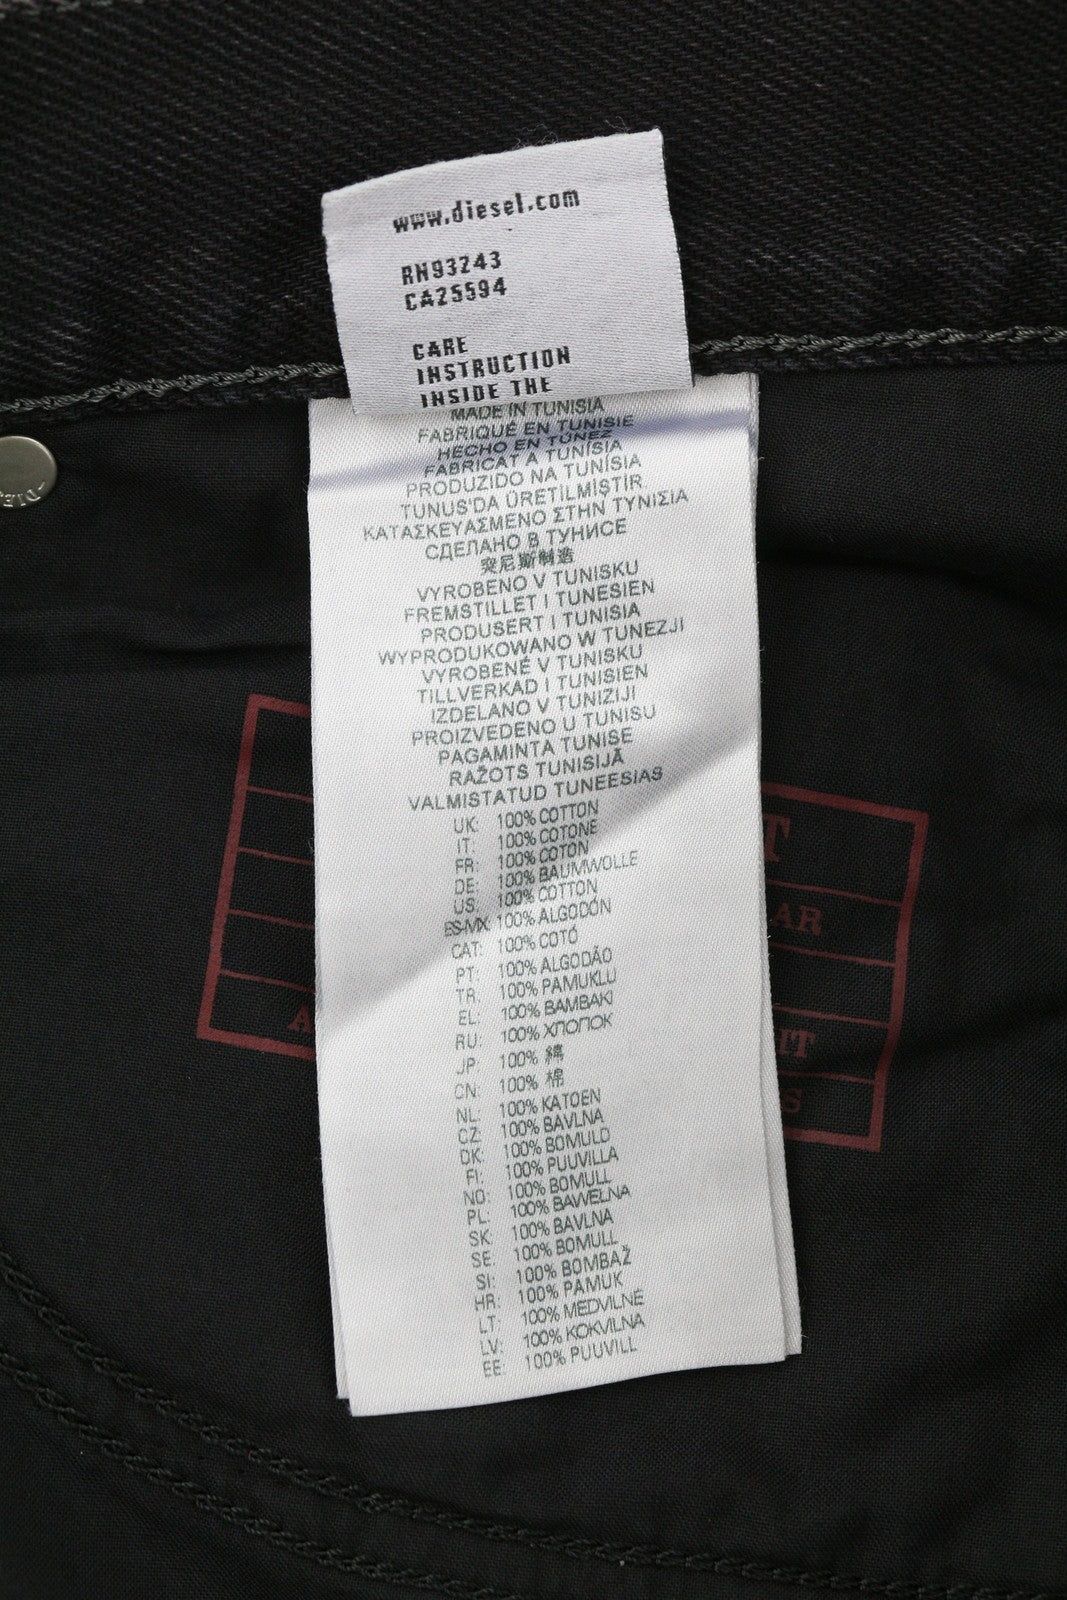 www.diesel.com
RN93243
CA25594
CARE
INSTRUCTION
INSIDE THE
MADE IN TUNISIA
FABRIQUÉ EN TUNISIE
HECHO EN TÚNEZ
FABRICAT A TUNÍSIA
PRODUZIDO NA TUNÍSIA
TUNUS'DA ÜRETİLMİŞTİR
ΚΑΤΑΣΚΕΥΑΣΜΕΝΟ ΣΤΗΝ ΤΥΝΙΣΙΑ
СДЕЛАНО В ТУНИСЕ
突尼斯制造
VYROBENO V TUNISKU
FREMSTILLET I TUNESIEN
PRODUSERT I TUNISIA
WYPRODUKOWANO W TUNEZJI
VYROBENÉ V TUNISKU
TILLVERKAD I TUNISIEN
IZDELANO V TUNIZIJI
PROIZVEDENO U TUNISU
PAGAMINTA TUNISE
RAŽOTS TUNISIJĀ
VALMISTATUD TUNEESIAS
UK: 100% COTTON
IT: 100% COTONE
FR: 100% COTON
DE: 100% BAUMWOLLE
US: 100% COTTON
ES-MX: 100% ALGODÓN
CAT: 100% COTÓ
PT: 100% ALGODÃO
TR: 100% PAMUKLU
EL: 100% ΒΑΜΒΑΚΙ
RU: 100% ХЛОПОК
JP: 100% 綿
CN: 100% 棉
NL: 100% KATOEN
CZ: 100% BAVLNA
DK: 100% BOMULD
FI: 100% PUUVILLA
NO: 100% BOMULL
PL: 100% BAWEŁNA
SK: 100% BAVLNA
SE: 100% BOMULL
SI: 100% BOMBAŽ
HR: 100% PAMUK
LT: 100% MEDVILNĖ
LV: 100% KOKVILNA
EE: 100% PUUVILL
T
AR
A
IT
S